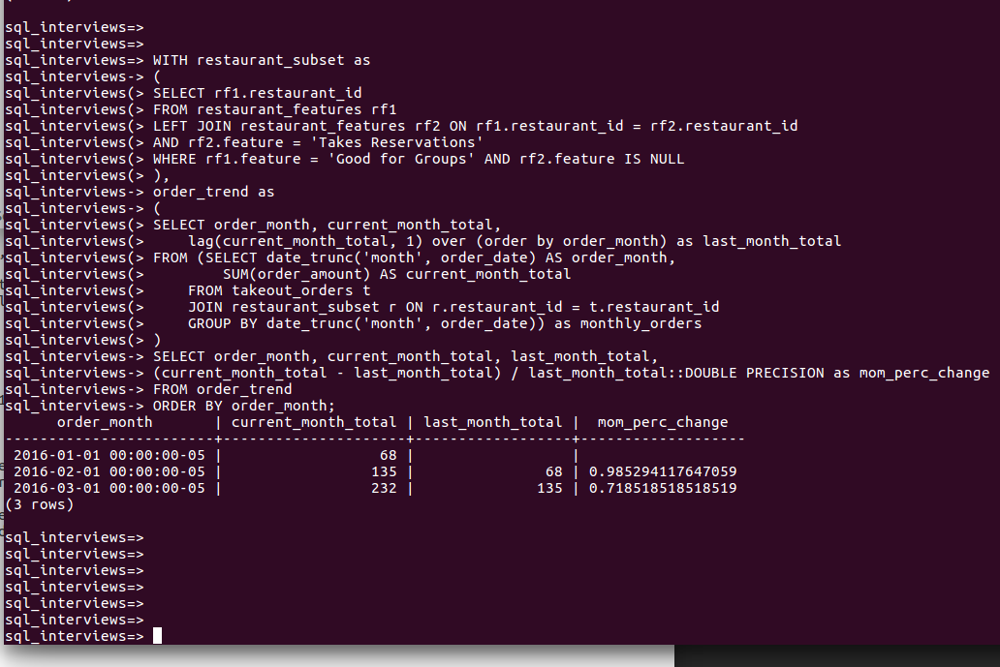 sql_interviews=>
sql_interviews=>
sql_interviews=> WITH restaurant_subset as
sql_interviews-> (
sql_interviews(> SELECT rf1.restaurant_id
sql_interviews(> FROM restaurant_features rf1
sql_interviews(> LEFT JOIN restaurant_features rf2 ON rf1.restaurant_id = rf2.restaurant_id
sql_interviews(> AND rf2.feature = 'Takes Reservations'
sql_interviews(> WHERE rf1.feature = 'Good for Groups' AND rf2.feature IS NULL
sql_interviews(> ),
sql_interviews-> order_trend as
sql_interviews-> (
sql_interviews(> SELECT order_month, current_month_total,
sql_interviews(>     lag(current_month_total, 1) over (order by order_month) as last_month_total
sql_interviews(> FROM (SELECT date_trunc('month', order_date) AS order_month,
sql_interviews(>         SUM(order_amount) AS current_month_total
sql_interviews(>     FROM takeout_orders t
sql_interviews(>     JOIN restaurant_subset r ON r.restaurant_id = t.restaurant_id
sql_interviews(>     GROUP BY date_trunc('month', order_date)) as monthly_orders
sql_interviews(> )
sql_interviews-> SELECT order_month, current_month_total, last_month_total,
sql_interviews-> (current_month_total - last_month_total) / last_month_total::DOUBLE PRECISION as mom_perc_change
sql_interviews-> FROM order_trend
sql_interviews-> ORDER BY order_month;
      order_month       | current_month_total | last_month_total |  mom_perc_change
------------------------+---------------------+------------------+-------------------
 2016-01-01 00:00:00-05 |                  68 |                  |
 2016-02-01 00:00:00-05 |                 135 |               68 | 0.985294117647059
 2016-03-01 00:00:00-05 |                 232 |              135 | 0.718518518518519
(3 rows)
sql_interviews=>
sql_interviews=>
sql_interviews=>
sql_interviews=>
sql_interviews=>
sql_interviews=>
sql_interviews=>